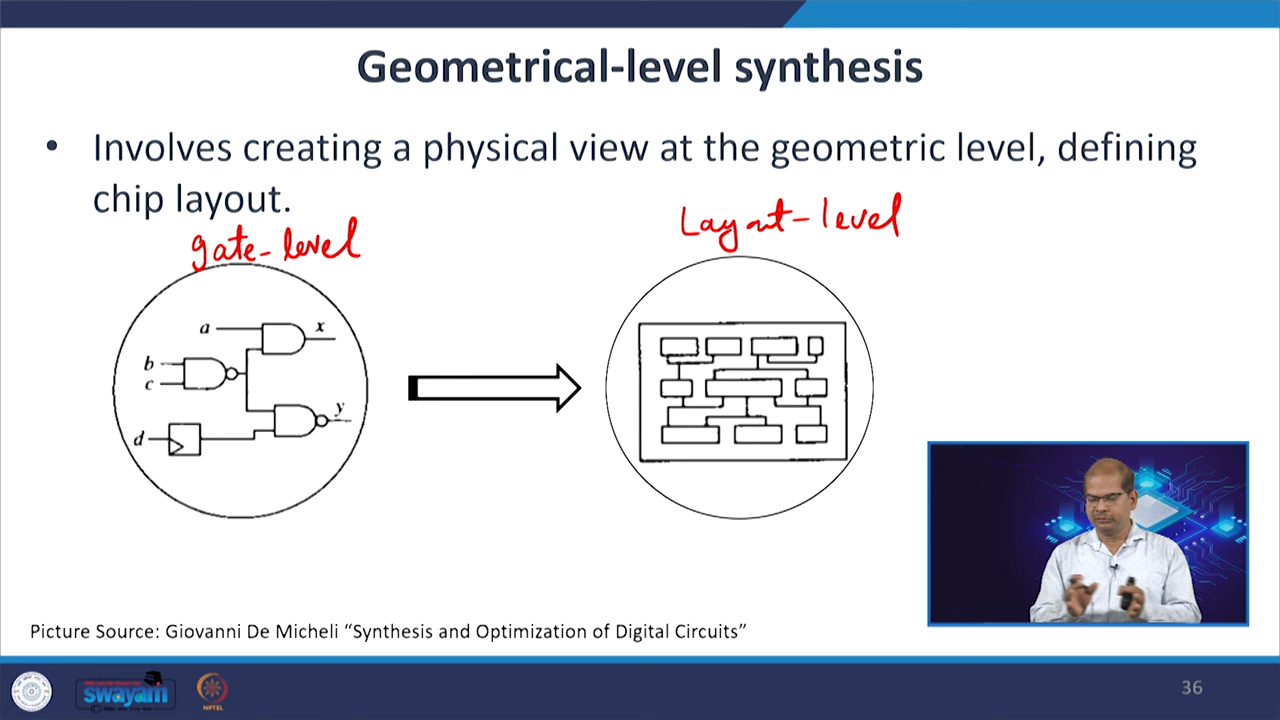 Geometrical-level synthesis
• Involves creating a physical view at the geometric level, defining
chip layout.
gate-level
Layout-level
a
x
b
c
y
d
Picture Source: Giovanni De Micheli “Synthesis and Optimization of Digital Circuits”
swayam
NPTEL
36